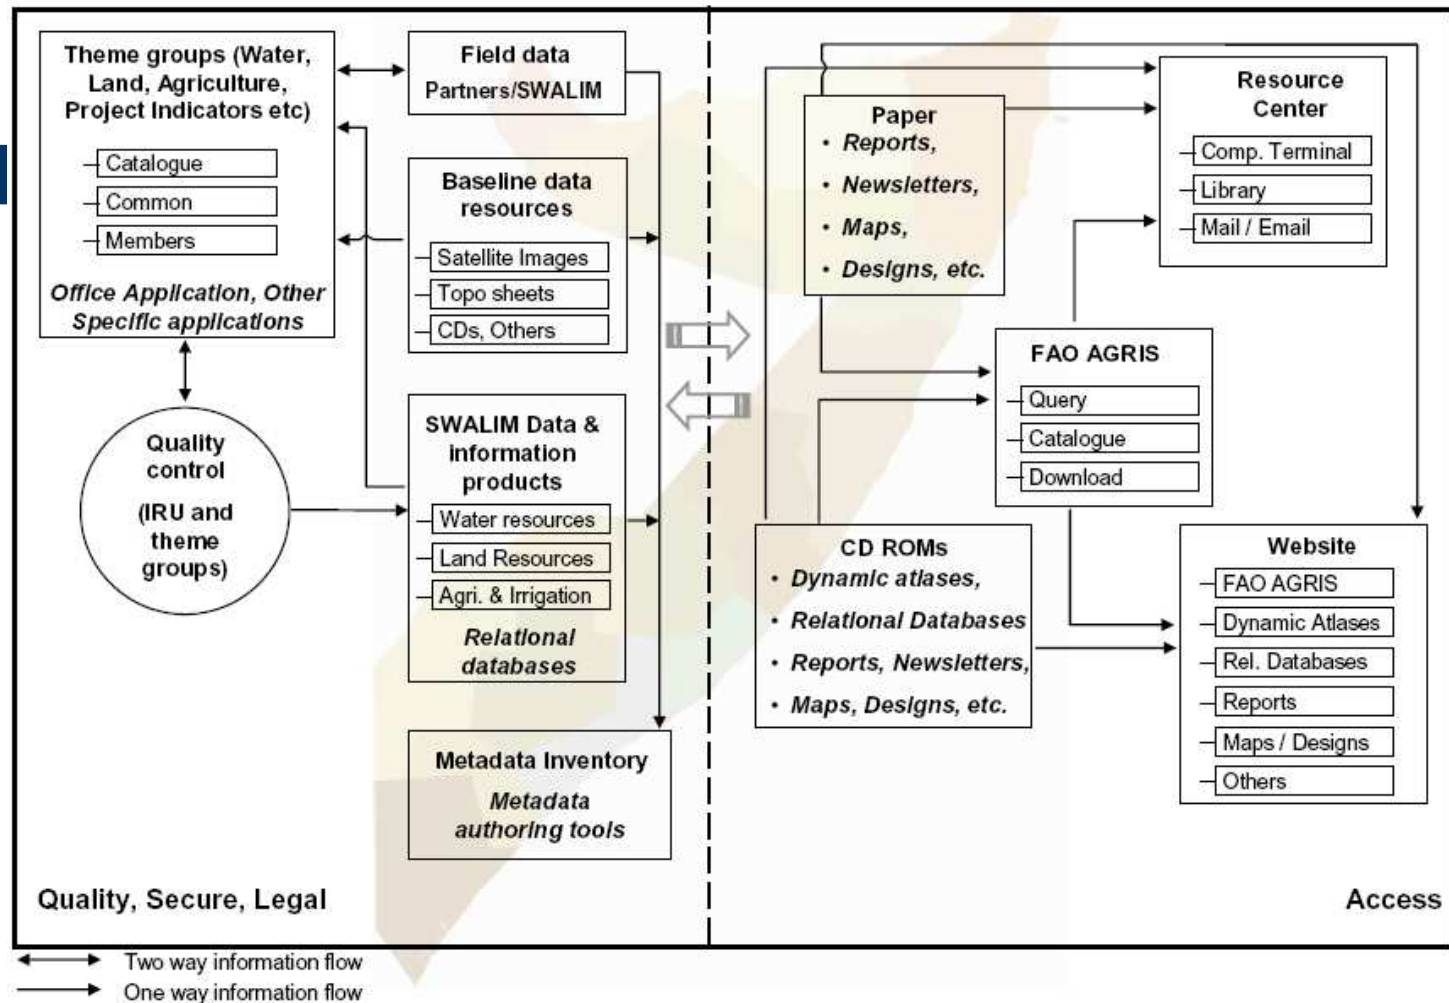 Theme groups (Water,
Land, Agriculture,
Project Indicators etc)
Catalogue
Common
Members
Office Application, Other
Specific applications
Quality
control
(IRU and
theme
groups)
Field data
Partners/SWALIM
Baseline data
resources
Satellite Images
Topo sheets
CDs, Others
SWALIM Data &
information
products
Water resources
Land Resources
Agri. & Irrigation
Relational
databases
Metadata Inventory
Metadata
authoring tools
Quality, Secure, Legal
Paper
• Reports,
• Newsletters,
• Maps,
• Designs, etc.
Resource
Center
Comp. Terminal
Library
Mail / Email
FAO AGRIS
Query
Catalogue
Download
CD ROMs
• Dynamic atlases,
• Relational Databases
• Reports, Newsletters,
• Maps, Designs, etc.
Website
FAO AGRIS
Dynamic Atlases
Rel. Databases
Reports
Maps / Designs
Others
Access
Two way information flow
One way information flow